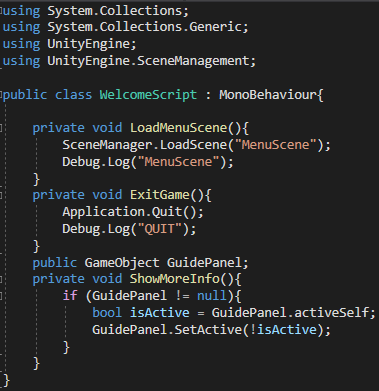 using System.Collections;
using System.Collections.Generic;
using UnityEngine;
using UnityEngine.SceneManagement;
public class WelcomeScript : MonoBehaviour{
private void LoadMenuScene(){
SceneManager.LoadScene("MenuScene");
Debug.Log("MenuScene");
}
private void ExitGame(){
Application.Quit();
Debug.Log("QUIT");
}
public GameObject GuidePanel;
private void ShowMoreInfo(){
if (GuidePanel != null){
bool isActive = GuidePanel.activeSelf;
GuidePanel.SetActive(!isActive);
}
}
}